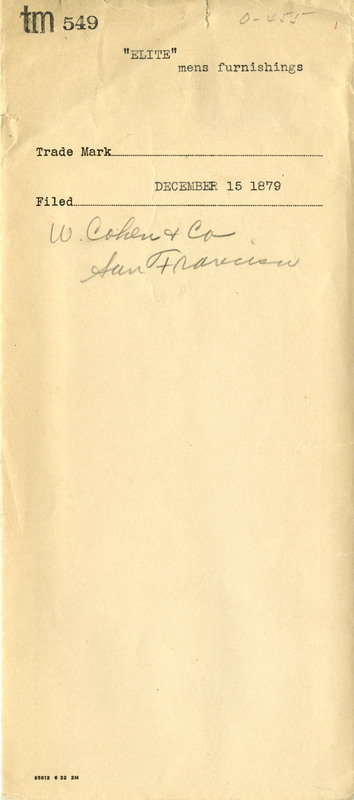 tm 549
0-455
"ELITE"
mens furnishings
Trade Mark
DECEMBER 15 1879
Filed
W. Cohen & Co
San Francisco
85012 6 32 2M